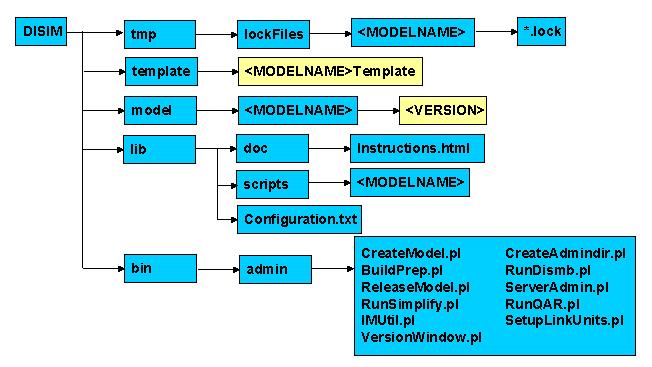 DISIM tmp lockFiles <MODELNAME> *.lock
template <MODELNAME>Template
model <MODELNAME> <VERSION>
lib doc Instructions.html
scripts <MODELNAME>
Configuration.txt
bin admin
CreateModel.pl CreateAdmindir.pl
BuildPrep.pl RunDismb.pl
ReleaseModel.pl ServerAdmin.pl
RunSimplify.pl RunQAR.pl
IMUtil.pl SetupLinkUnits.pl
VersionWindow.pl